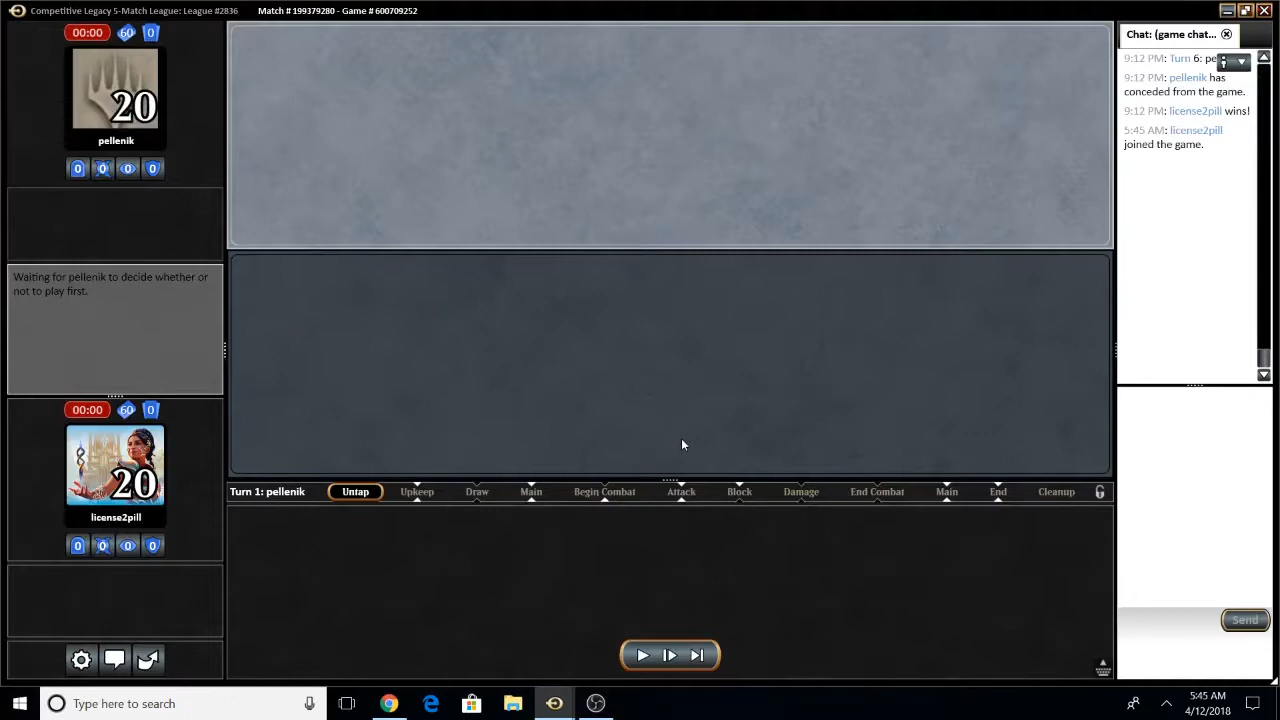 Competitive Legacy 5-Match League: League #2836 Match # 199379280 - Game # 600709252
00:00 60 0
20
pellenik
0 0 0 0
Waiting for pellenik to decide whether or
not to play first.
00:00 60 0
20
license2pill
0 0 0 0
Turn 1: pellenik Untap Upkeep Draw Main Begin Combat Attack Block Damage End Combat Main End Cleanup
Chat: (game chat...
9:12 PM: Turn 6: pe
9:12 PM: pellenik has
conceded from the game.
9:12 PM: license2pill wins!
5:45 AM: license2pill
joined the game.
Send
Type here to search
5:45 AM
4/12/2018